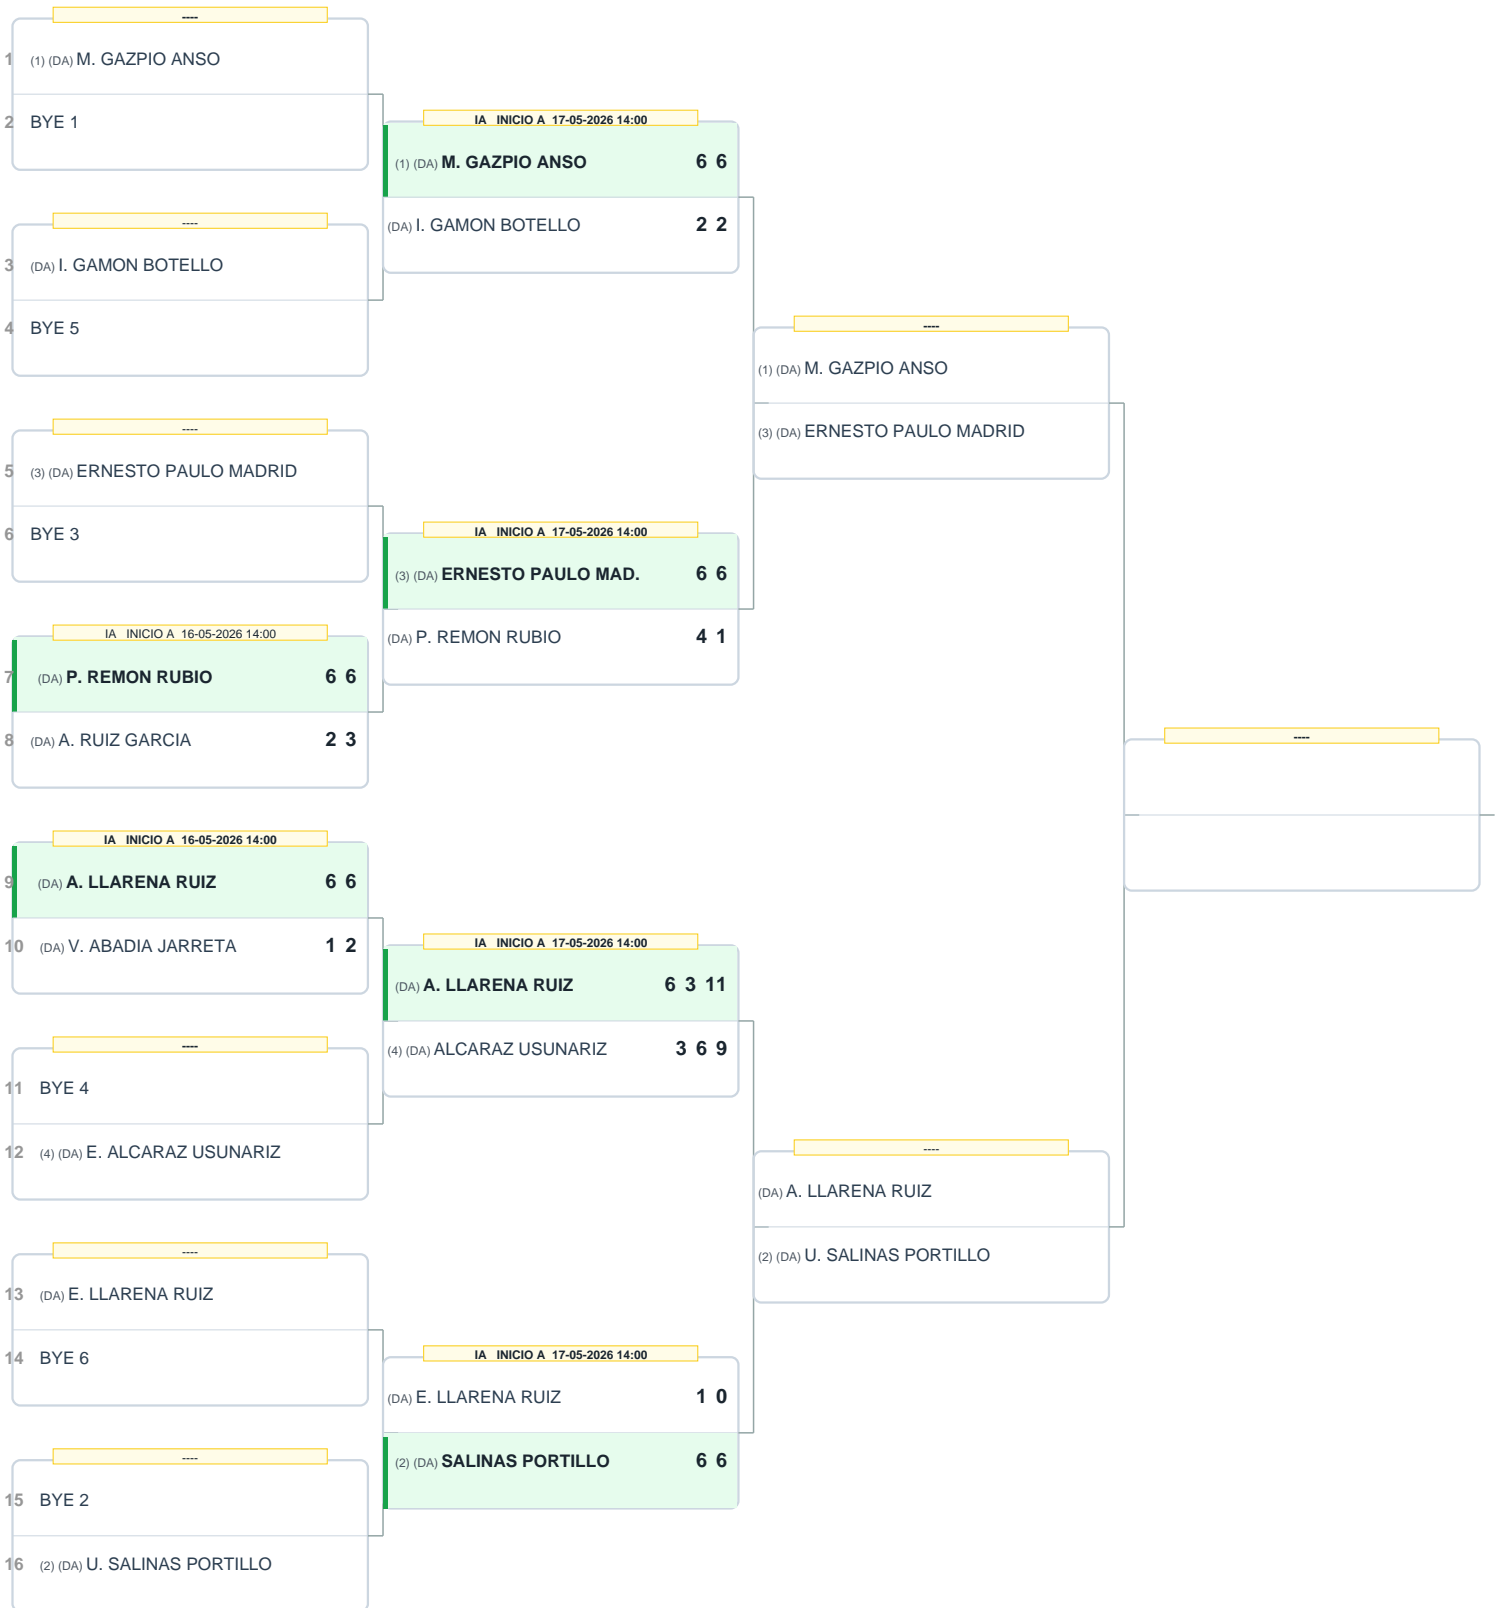 ----
1 (1) (DA) M. GAZPIO ANSO
2 BYE 1
----
3 (DA) I. GAMON BOTELLO
4 BYE 5
----
5 (3) (DA) ERNESTO PAULO MADRID
6 BYE 3
IA INICIO A 16-05-2026 14:00
7 (DA) P. REMON RUBIO 6 6
8 (DA) A. RUIZ GARCIA 2 3
IA INICIO A 16-05-2026 14:00
9 (DA) A. LLARENA RUIZ 6 6
10 (DA) V. ABADIA JARRETA 1 2
----
11 BYE 4
12 (4) (DA) E. ALCARAZ USUNARIZ
----
13 (DA) E. LLARENA RUIZ
14 BYE 6
----
15 BYE 2
16 (2) (DA) U. SALINAS PORTILLO
IA INICIO A 17-05-2026 14:00
(1) (DA) M. GAZPIO ANSO 6 6
(DA) I. GAMON BOTELLO 2 2
IA INICIO A 17-05-2026 14:00
(3) (DA) ERNESTO PAULO MAD. 6 6
(DA) P. REMON RUBIO 4 1
IA INICIO A 17-05-2026 14:00
(DA) A. LLARENA RUIZ 6 3 11
(4) (DA) ALCARAZ USUNARIZ 3 6 9
IA INICIO A 17-05-2026 14:00
(DA) E. LLARENA RUIZ 1 0
(2) (DA) SALINAS PORTILLO 6 6
----
(1) (DA) M. GAZPIO ANSO
(3) (DA) ERNESTO PAULO MADRID
----
(DA) A. LLARENA RUIZ
(2) (DA) U. SALINAS PORTILLO
----